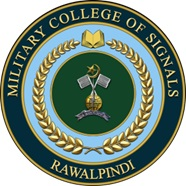 MILITARY COLLEGE OF SIGNALS
RAWALPINDI